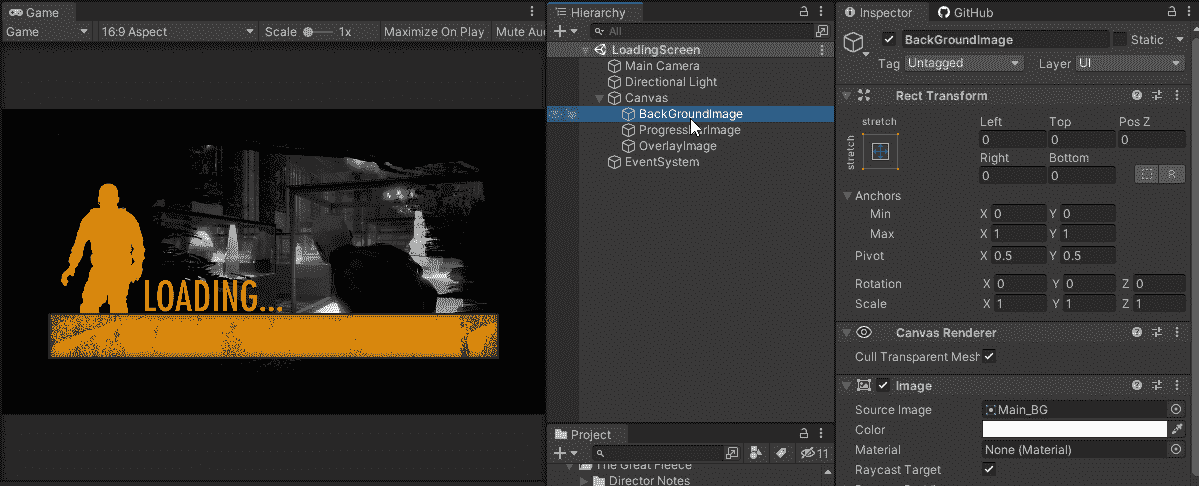 Game
Game 16:9 Aspect Scale 1x Maximize On Play Mute Au
LOADING...
Hierarchy
All
LoadingScreen
Main Camera
Directional Light
Canvas
BackGroundImage
ProgressBarImage
OverlayImage
EventSystem
Project
11
The Great Fleece
Director Notes
Inspector GitHub
BackGroundImage Static
Tag Untagged Layer UI
Rect Transform
stretch
stretch
Left Top Pos Z
0 0 0
Right Bottom
0 0
R
Anchors
Min X 0 Y 0
Max X 1 Y 1
Pivot X 0.5 Y 0.5
Rotation X 0 Y 0 Z 0
Scale X 1 Y 1 Z 1
Canvas Renderer
Cull Transparent Mesh
Image
Source Image Main_BG
Color
Material None (Material)
Raycast Target